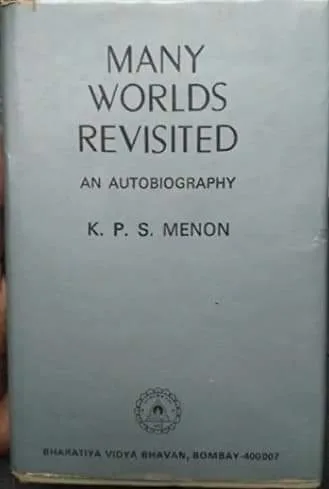 MANY
WORLDS
REVISITED
AN AUTOBIOGRAPHY
K. P. S. MENON
BHARATIYA VIDYA BHAVAN, BOMBAY-400007